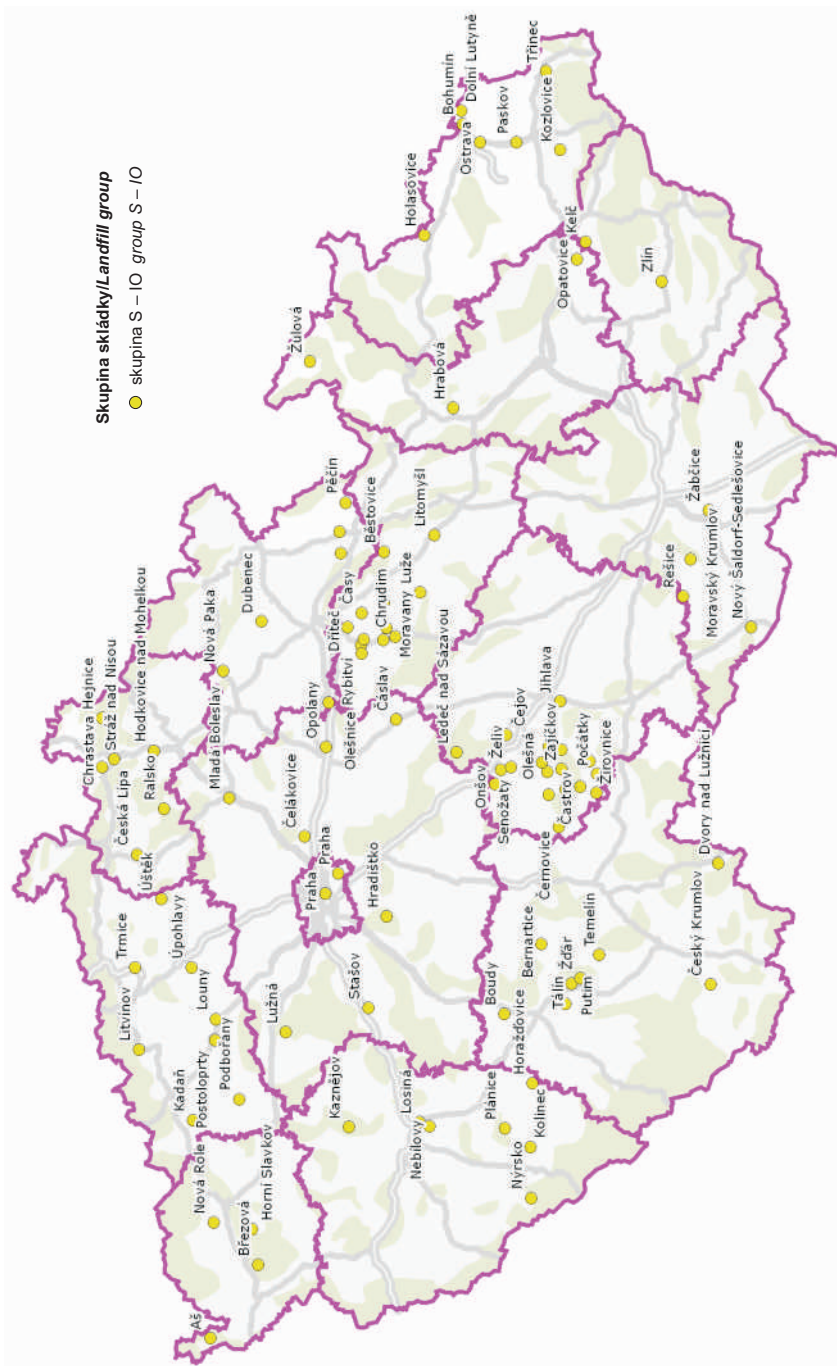 Skupina skládky/Landfill group
skupina S – IO group S – IO
Chrastava
Hejnice
Stráž nad Nisou
Hodkovice nad Mohelkou
Česká Lípa
Ralsko
Úštěk
Trmice
Litvínov
Úpohlavy
Louny
Kadaň
Postoloprty
Podbořany
Nová Role
Březová
Horní Slavkov
Aš
Nová Paka
Mladá Boleslav
Dubenec
Žulová
Čelákovice
Praha
Praha
Lužná
Opolany
Olešnice
Rybitví
Dříteč
Časy
Pěčín
Běstovice
Chrudim
Moravany
Luže
Litomyšl
Čáslav
Hradištko
Stašov
Kaznějov
Losiná
Nebílovy
Hrabová
Holasovice
Bohumín
Dolní Lutyně
Ostrava
Paskov
Třinec
Kozlovice
Opatovice
Kelč
Zlín
Ledeč nad Sázavou
Onšov
Senožaty
Želiv
Čejov
Olešná
Zajíčkov
Jihlava
Častrov
Počátky
Žirovnice
Černovice
Boudy
Bernartice
Horažďovice
Plánice
Kolinec
Nýrsko
Tálín
Žďár
Putim
Temelín
Český Krumlov
Dvory nad Lužnicí
Rešice
Moravský Krumlov
Žabčice
Nový Šaldorf-Sedlešovice